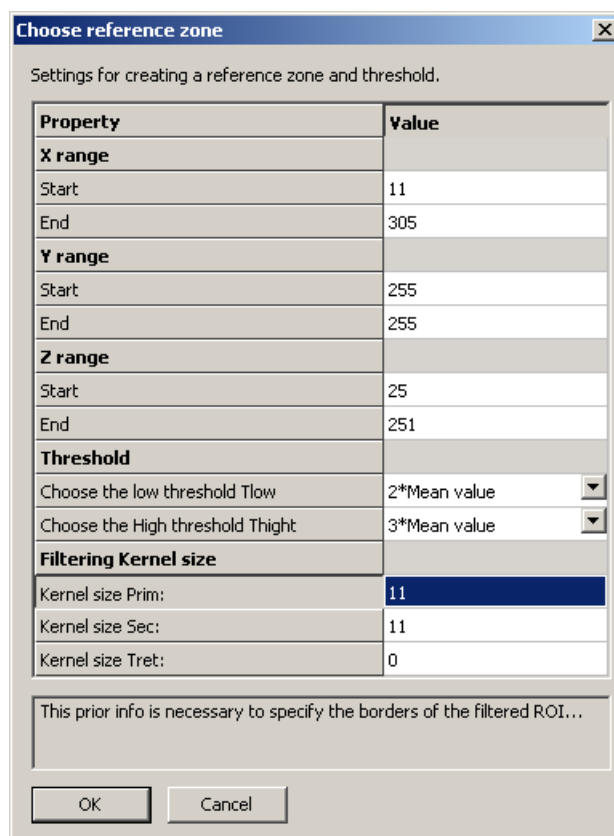 Choose reference zone
Settings for creating a reference zone and threshold.
Property Value
X range
Start 11
End 305
Y range
Start 255
End 255
Z range
Start 25
End 251
Threshold
Choose the low threshold Tlow 2*Mean value
Choose the High threshold Thight 3*Mean value
Filtering Kernel size
Kernel size Prim: 11
Kernel size Sec: 11
Kernel size Tret: 0
This prior info is necessary to specify the borders of the filtered ROI...
OK Cancel